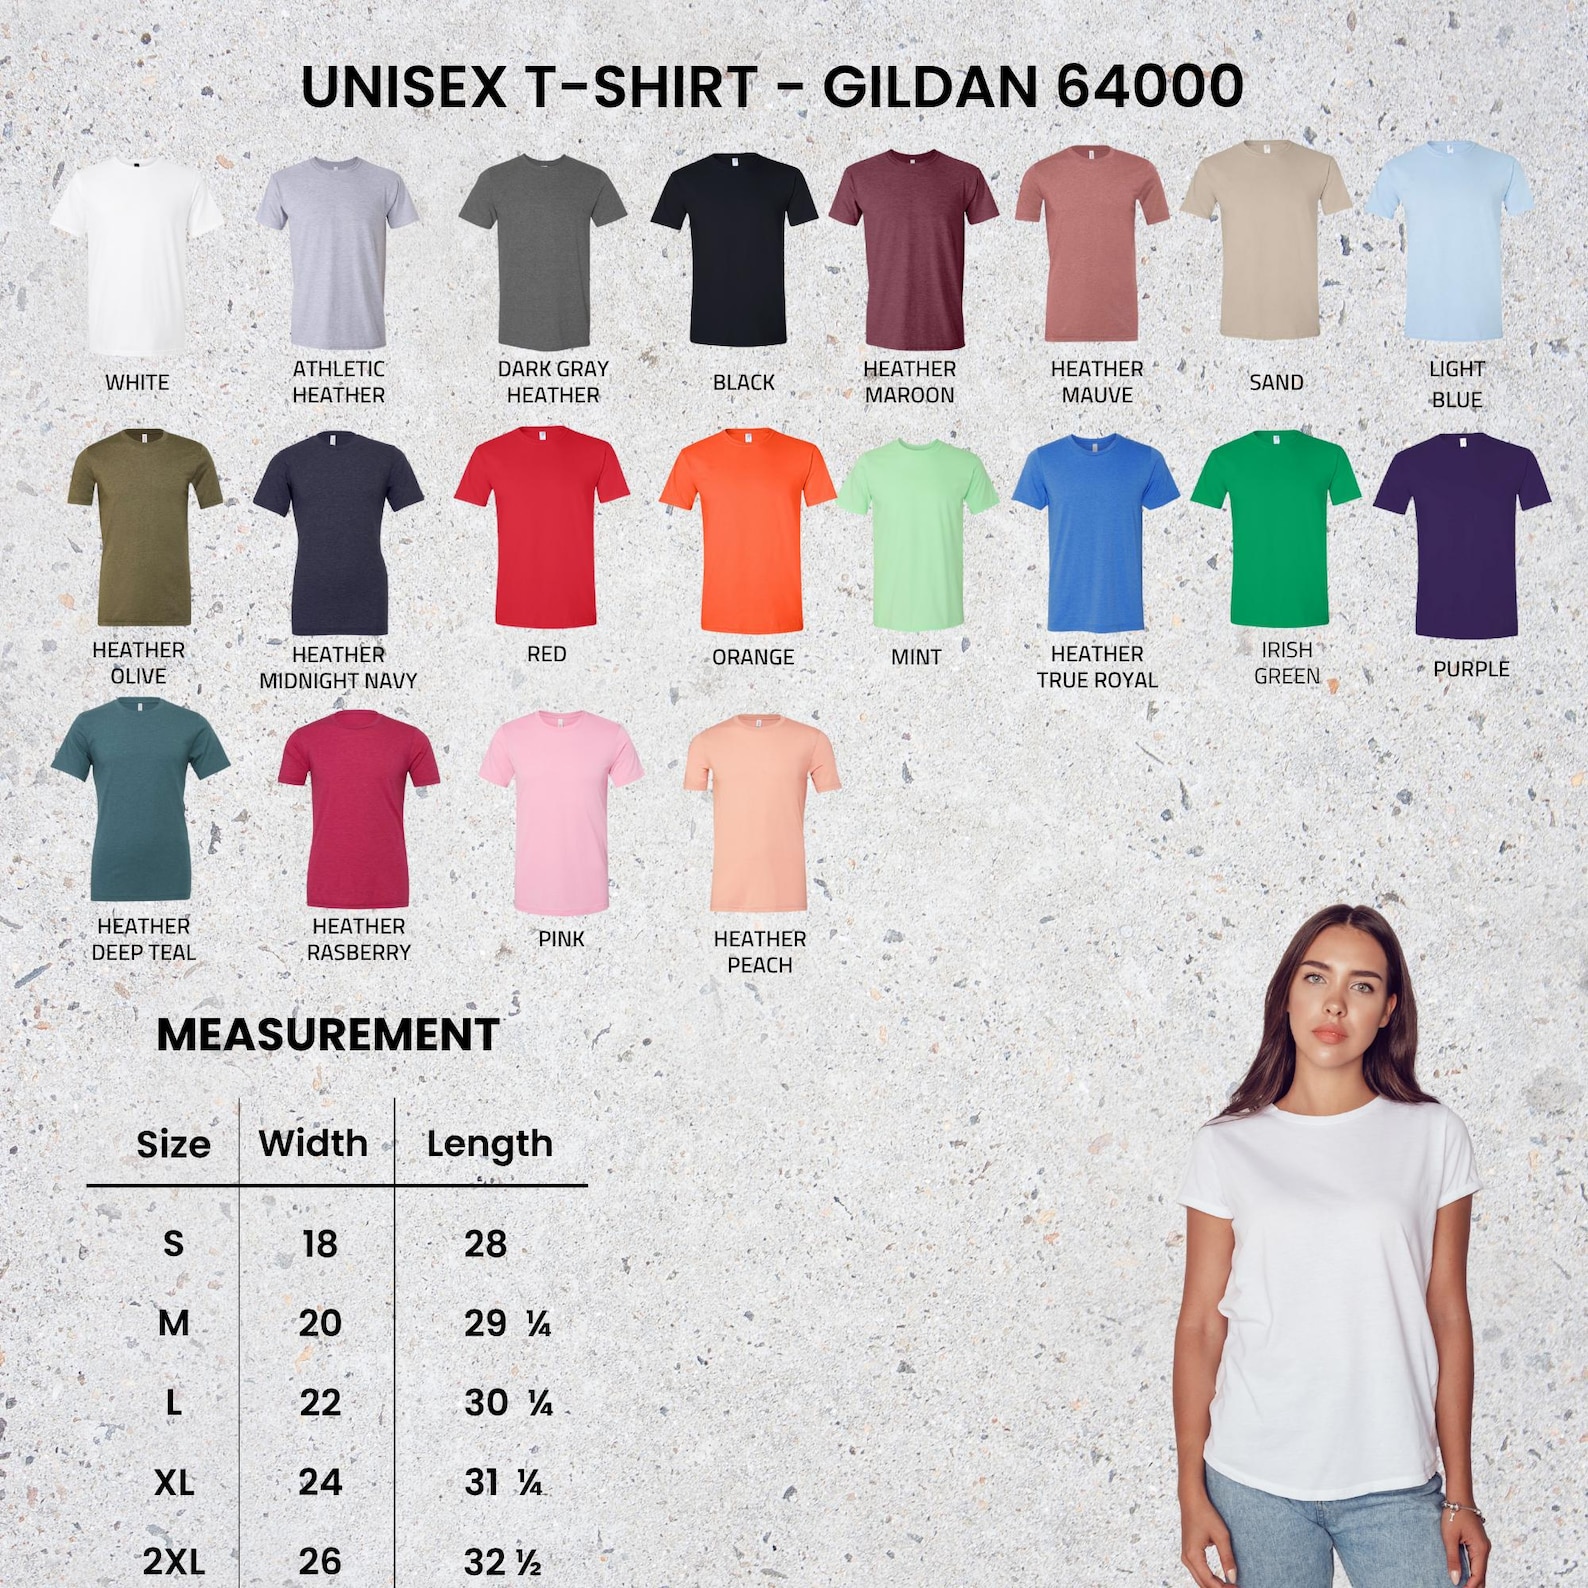 UNISEX T-SHIRT - GILDAN 64000
WHITE
ATHLETIC
HEATHER
DARK GRAY
HEATHER
BLACK
HEATHER
MAROON
HEATHER
MAUVE
SAND
LIGHT
BLUE
HEATHER
OLIVE
HEATHER
MIDNIGHT NAVY
RED
ORANGE
MINT
HEATHER
TRUE ROYAL
IRISH
GREEN
PURPLE
HEATHER
DEEP TEAL
HEATHER
RASBERRY
PINK
HEATHER
PEACH
MEASUREMENT
Size Width Length
S 18 28
M 20 29 ¼
L 22 30 ¼
XL 24 31 ¼
2XL 26 32 ½